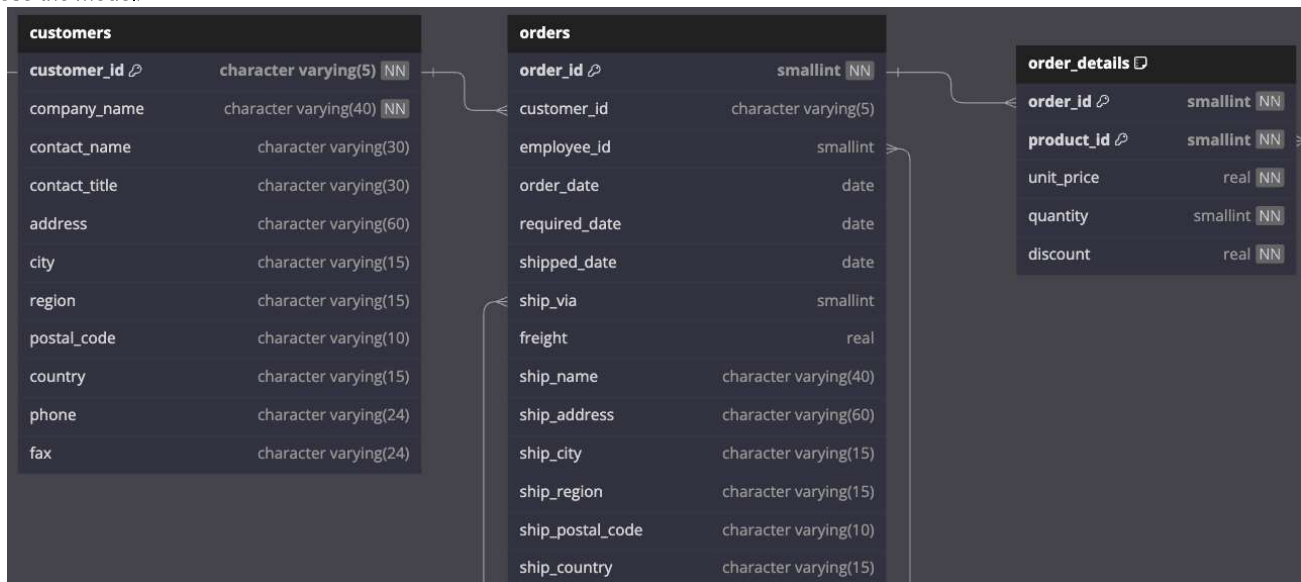 customers
customer_id character varying(5) NN
company_name character varying(40) NN
contact_name character varying(30)
contact_title character varying(30)
address character varying(60)
city character varying(15)
region character varying(15)
postal_code character varying(10)
country character varying(15)
phone character varying(24)
fax character varying(24)
orders
order_id smallint NN
customer_id character varying(5)
employee_id smallint
order_date date
required_date date
shipped_date date
ship_via smallint
freight real
ship_name character varying(40)
ship_address character varying(60)
ship_city character varying(15)
ship_region character varying(15)
ship_postal_code character varying(10)
ship_country character varying(15)
order_details
order_id smallint NN
product_id smallint NN
unit_price real NN
quantity smallint NN
discount real NN